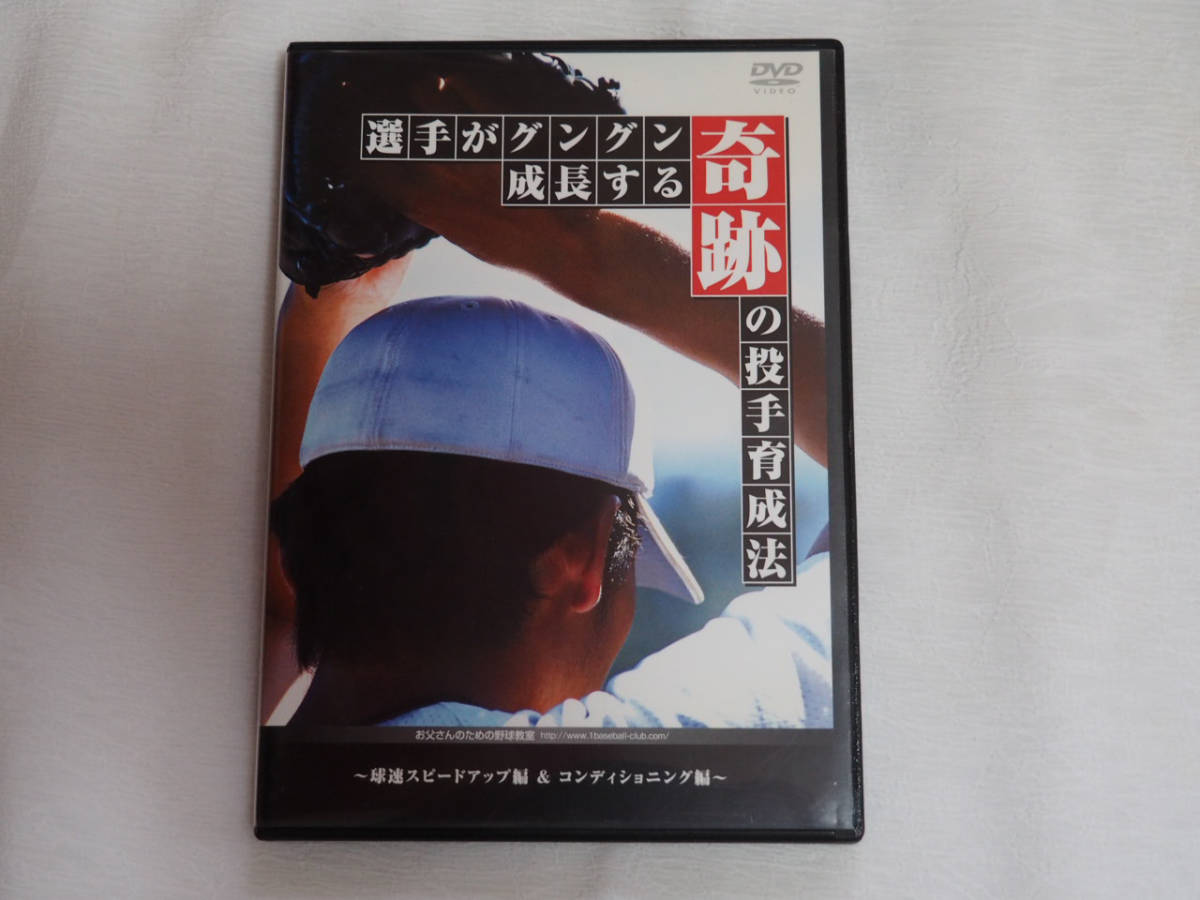 DVD
VIDEO
選手がグングン
成長する
奇跡
の投手育成法
お父さんのための野球教室 http://www.1baseball-club.com/
～球速スピードアップ編 & コンディショニング編～